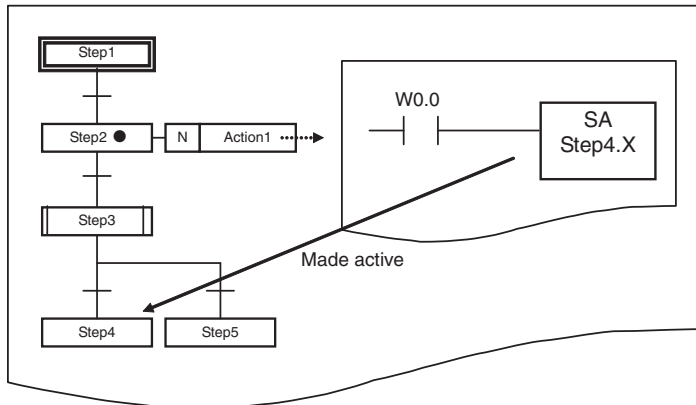 Step1
W0.0
SA
Step4.X
Step2
N
Action1
Step3
Made active
Step4
Step5